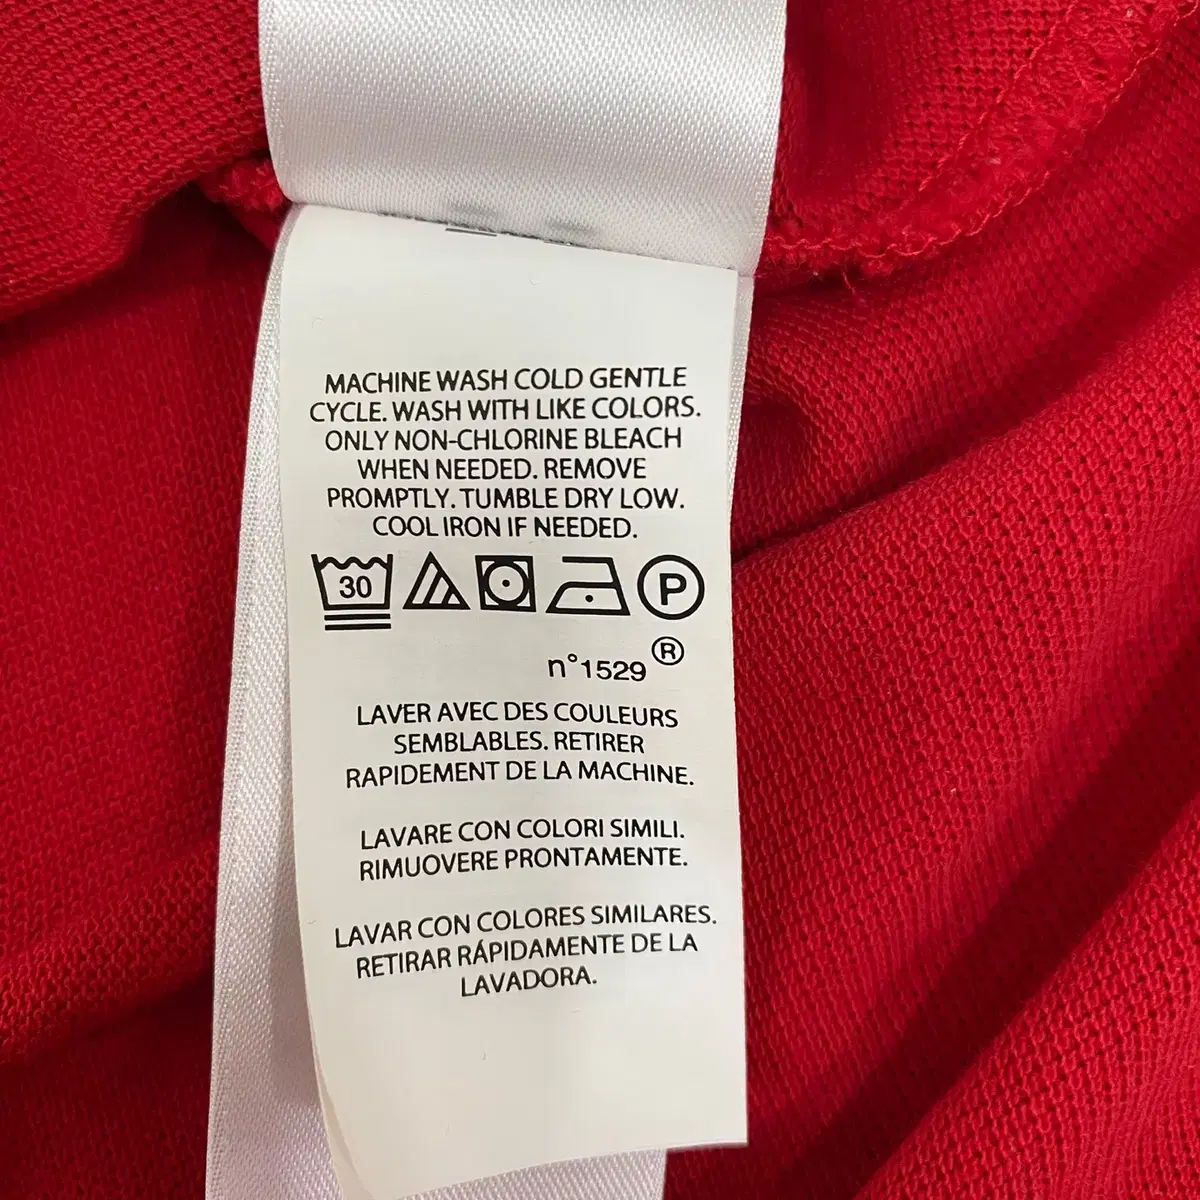 MACHINE WASH COLD GENTLE
CYCLE. WASH WITH LIKE COLORS.
ONLY NON-CHLORINE BLEACH
WHEN NEEDED. REMOVE
PROMPTLY. TUMBLE DRY LOW.
COOL IRON IF NEEDED.
30 P
n°1529 ®
LAVER AVEC DES COULEURS
SEMBLABLES. RETIRER
RAPIDEMENT DE LA MACHINE.
LAVARE CON COLORI SIMILI.
RIMUOVERE PRONTAMENTE.
LAVAR CON COLORES SIMILARES.
RETIRAR RÁPIDAMENTE DE LA
LAVADORA.